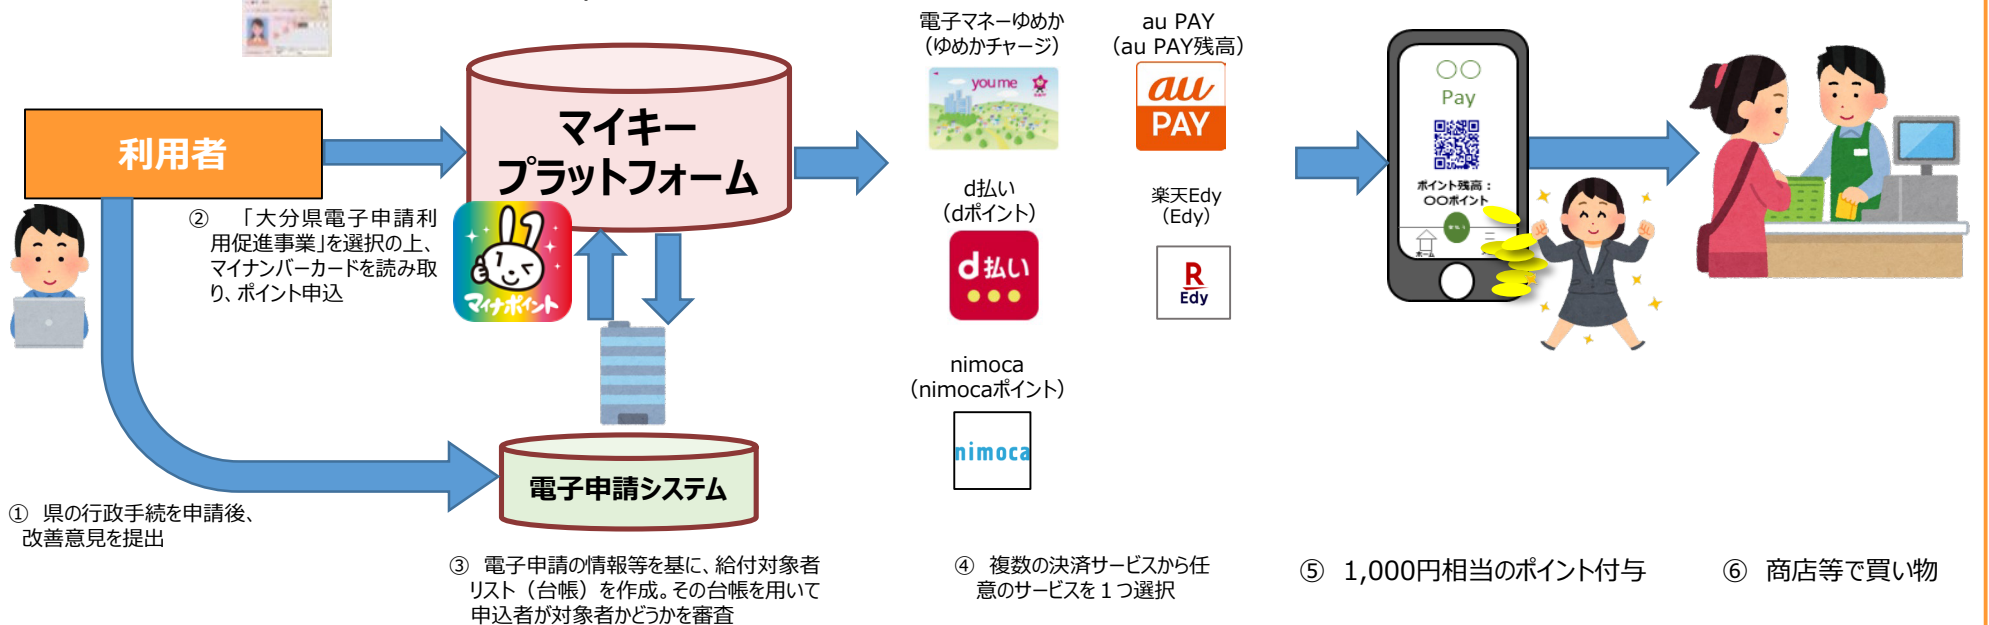 利用者
マイキー
プラットフォーム
② 「大分県電子申請利
用促進事業」を選択の上、
マイナンバーカードを読み取
り、ポイント申込
マイナポイント
電子申請システム
① 県の行政手続を申請後、
改善意見を提出
③ 電子申請の情報等を基に、給付対象者
リスト（台帳）を作成。その台帳を用いて
申込者が対象者かどうかを審査
電子マネーゆめか
（ゆめかチャージ）
youme
au PAY
（au PAY残高）
au
PAY
d払い
（dポイント）
d払い
楽天Edy
（Edy）
R
Edy
nimoca
（nimocaポイント）
nimoca
④ 複数の決済サービスから任
意のサービスを１つ選択
〇〇
Pay
ポイント残高：
〇〇ポイント
ホーム
⑤ 1,000円相当のポイント付与
⑥ 商店等で買い物